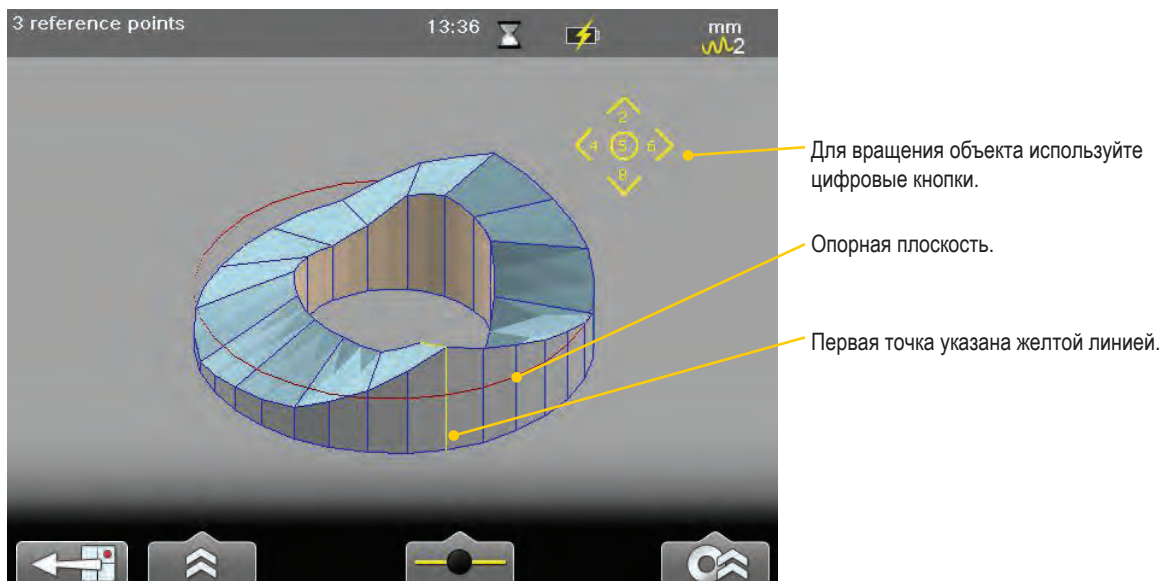 3 reference points
13:36
mm
2
2
4 5 6
8
Для вращения объекта используйте
цифровые кнопки.
Опорная плоскость.
Первая точка указана желтой линией.